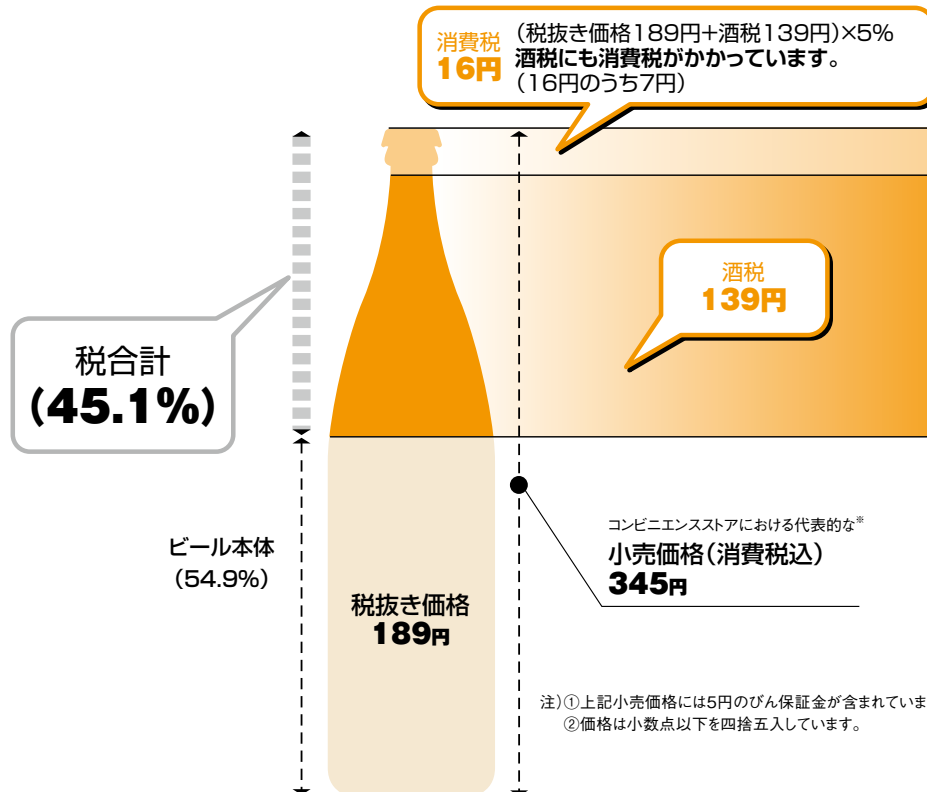 消費税
16円
(税抜き価格189円+酒税139円)×5%
酒税にも消費税がかかっています。
(16円のうち7円)
酒税
139円
税合計
(45.1%)
ビール本体
(54.9%)
税抜き価格
189円
コンビニエンスストアにおける代表的な※
小売価格(消費税込)
345円
注)①上記小売価格には5円のびん保証金が含まれていま
②価格は小数点以下を四捨五入しています。